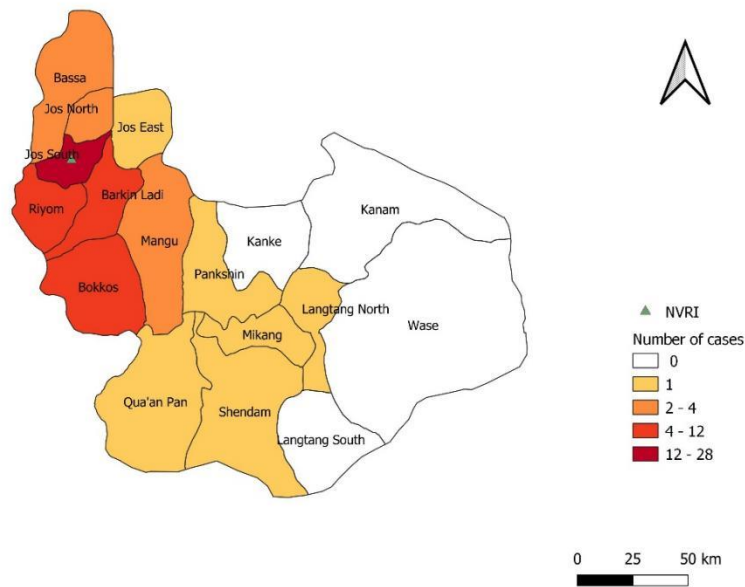 Bassa
Jos North
Jos East
Jos South
Barkin Ladi
Riyom
Mangu
Kanke
Kanam
Pankshin
Bokkos
Langtang North
Wase
Mikang
Qua'an Pan
Shendam
Langtang South
NVRI
Number of cases
0
1
2 - 4
4 - 12
12 - 28
0 25 50 km